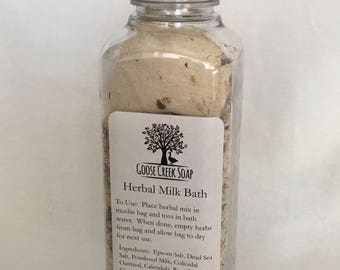 GOOSE CREEK SOAP
Herbal Milk Bath
To Use: Place herbal mix in
muslin bag and toss in bath
water. When done, empty herbs
from bag and allow bag to dry
for next use.
Ingredients: Epsom Salt, Dead Sea
Salt, Powdered Milk, Colloidal
Oatmeal, Calendula,